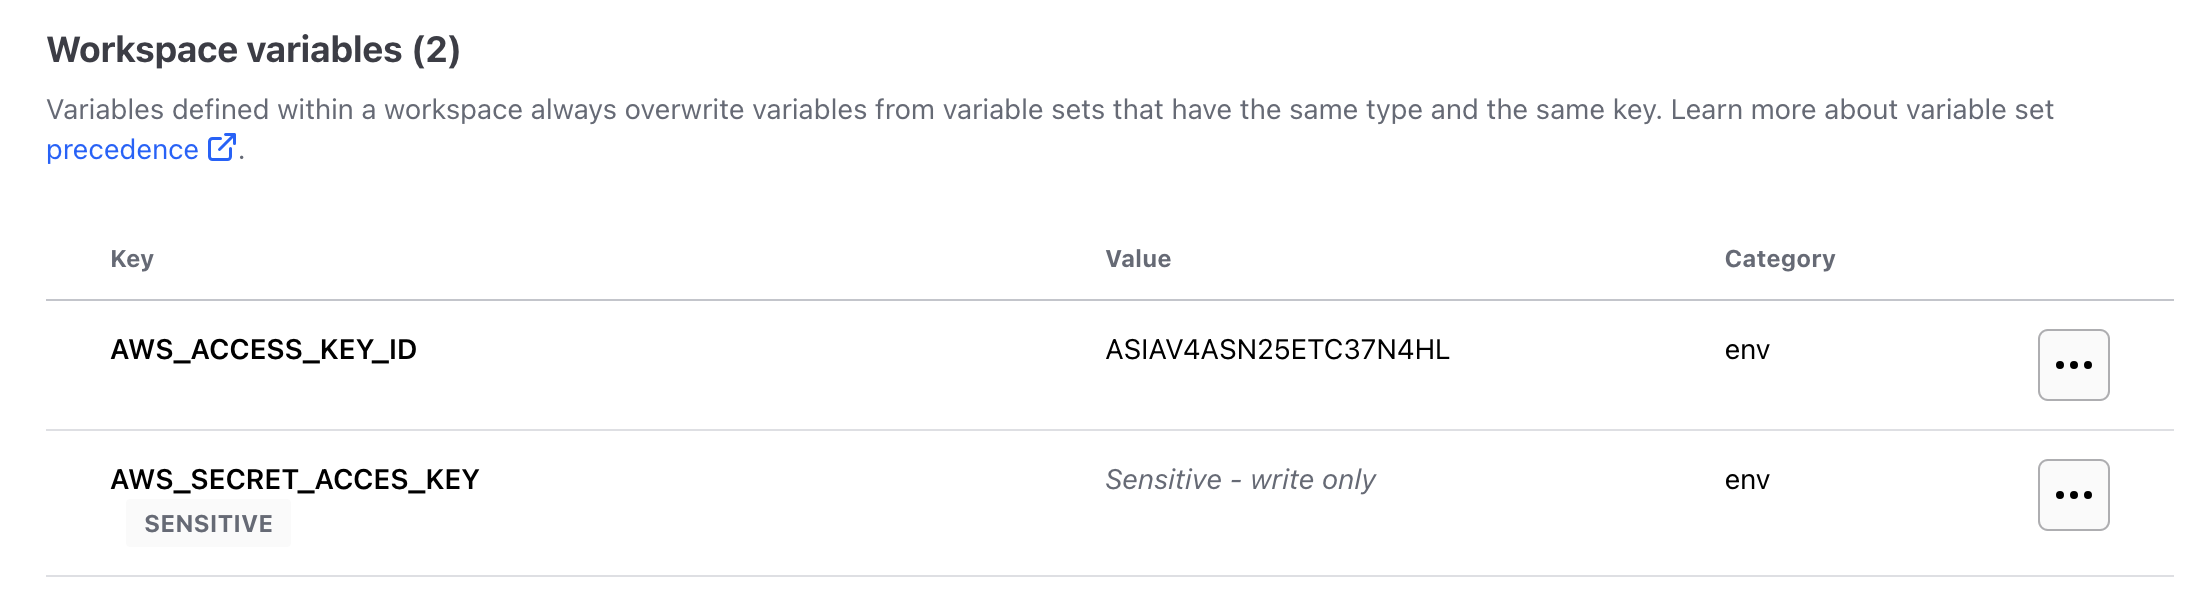 Workspace variables (2)
Variables defined within a workspace always overwrite variables from variable sets that have the same type and the same key. Learn more about variable set
precedence.
Key Value Category
AWS_ACCESS_KEY_ID ASIAV4ASN25ETC37N4HL env
AWS_SECRET_ACCES_KEY Sensitive - write only env
SENSITIVE